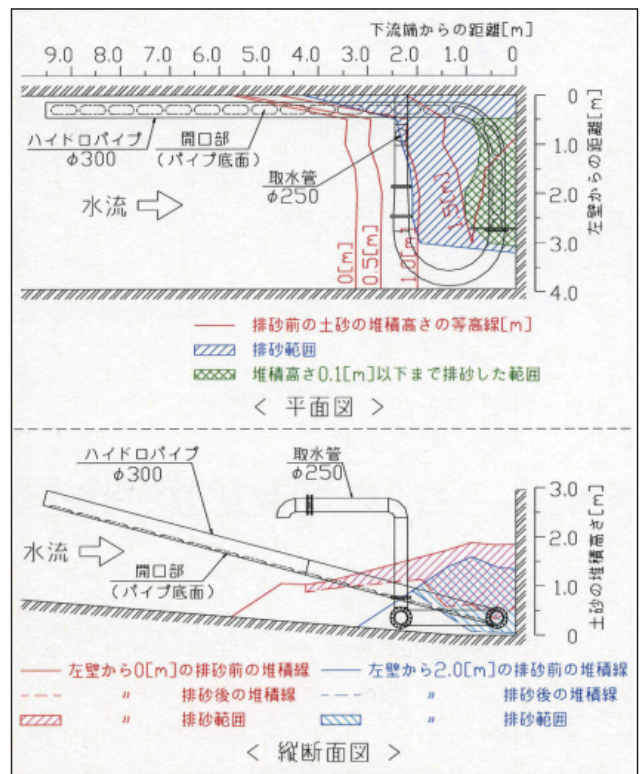 下流端からの距離[m]
9.0 8.0 7.0 6.0 5.0 4.0 3.0 2.0 1.0 0
0
1.0
2.0
3.0
4.0
左壁からの距離[m]
ハイドロパイプ
φ300
開口部
(パイプ底面)
取水管
φ250
水流
0[m]
0.5[m]
1.0[m]
1.5[m]
排砂前の土砂の堆積高さの等高線[m]
排砂範囲
堆積高さ0.1[m]以下まで排砂した範囲
< 平面図 >
ハイドロパイプ
φ300
取水管
φ250
水流
開口部
(パイプ底面)
3.0
2.0
1.0
0
土砂の堆積高さ[m]
左壁から0[m]の排砂前の堆積線
〃 排砂後の堆積線
〃 排砂範囲
左壁から2.0[m]の排砂前の堆積線
〃 排砂後の堆積線
〃 排砂範囲
< 縦断面図 >